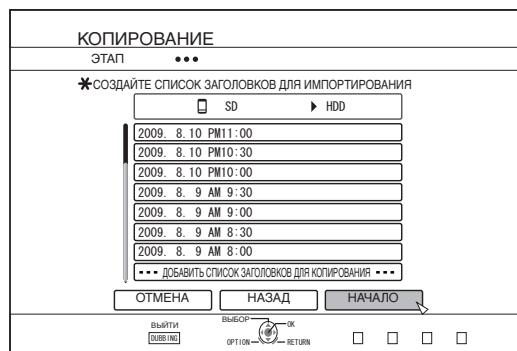 КОПИРОВАНИЕ
ЭТАП
СОЗДАЙТЕ СПИСОК ЗАГОЛОВКОВ ДЛЯ ИМПОРТИРОВАНИЯ
SD HDD
2009. 8.10 PM11:00
2009. 8.10 PM10:30
2009. 8.10 PM10:00
2009. 8. 9 AM 9:30
2009. 8. 9 AM 9:00
2009. 8. 9 AM 8:30
2009. 8. 9 AM 8:00
--- ДОБАВИТЬ СПИСОК ЗАГОЛОВКОВ ДЛЯ КОПИРОВАНИЯ ---
ОТМЕНА НАЗАД НАЧАЛО
ВЫЙТИ ВЫБОР OK
DUBBING OPTION RETURN